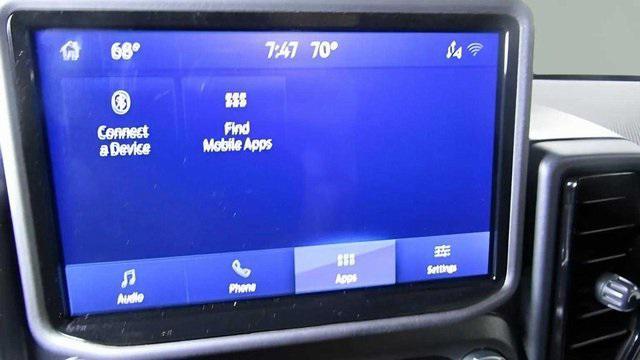 68° 7:47 70°
Connect
a Device
Find
Mobile Apps
Audio Phone Apps Settings